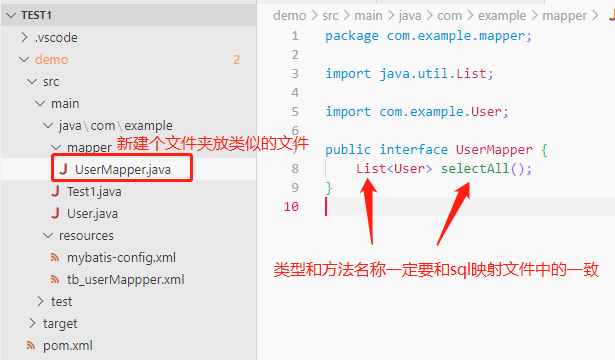 TEST1
.vscode
demo
2
src
main
java\com\example
mapper
新建个文件夹放类似的文件
UserMapper.java
Test1.java
User.java
resources
mybatis-config.xml
tb_userMappper.xml
test
target
pom.xml
demo > src > main > java > com > example > mapper >
1 package com.example.mapper;
2
3 import java.util.List;
4
5 import com.example.User;
6
7 public interface UserMapper {
8 List<User> selectAll();
9 }
10
类型和方法名称一定要和sql映射文件中的一致